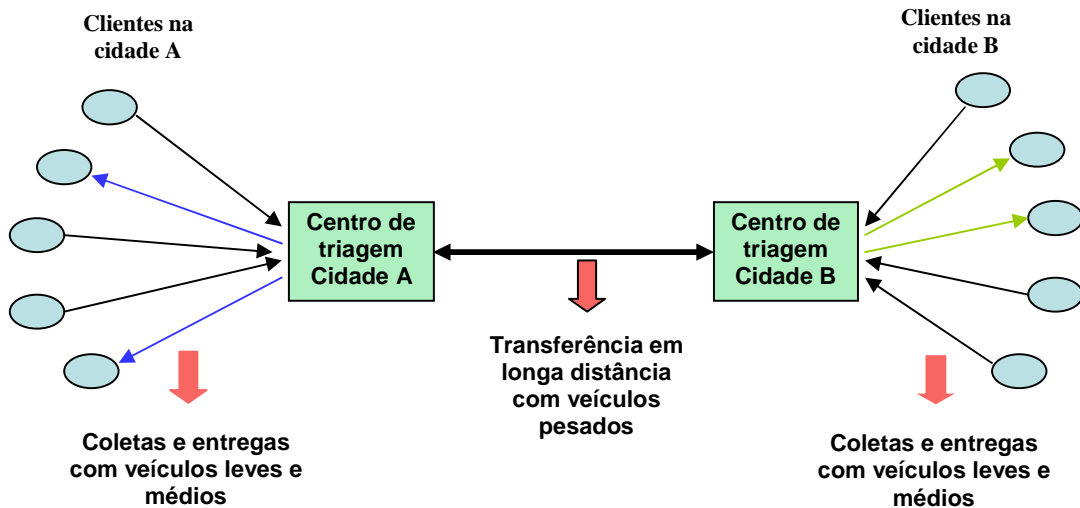 Clientes na
cidade A
Clientes na
cidade B
Centro de
triagem
Cidade A
Centro de
triagem
Cidade B
Transferência em
longa distância
com veículos
pesados
Coletas e entregas
com veículos leves e
médios
Coletas e entregas
com veículos leves e
médios